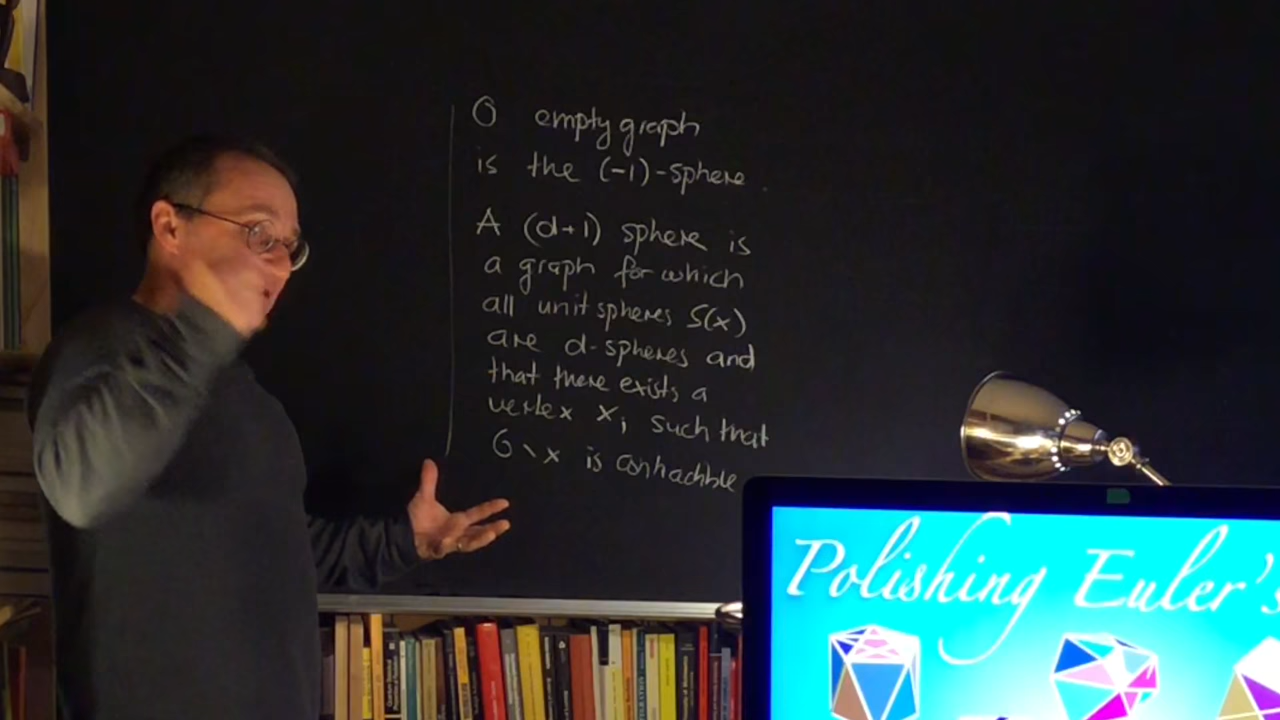 0 empty graph
is the (-1)-sphere.
A (d+1) sphere is
a graph for which
all unit spheres S(x)
are d-spheres and
that there exists a
vertex x, such that
G \ x is contractible
Polishing Euler's